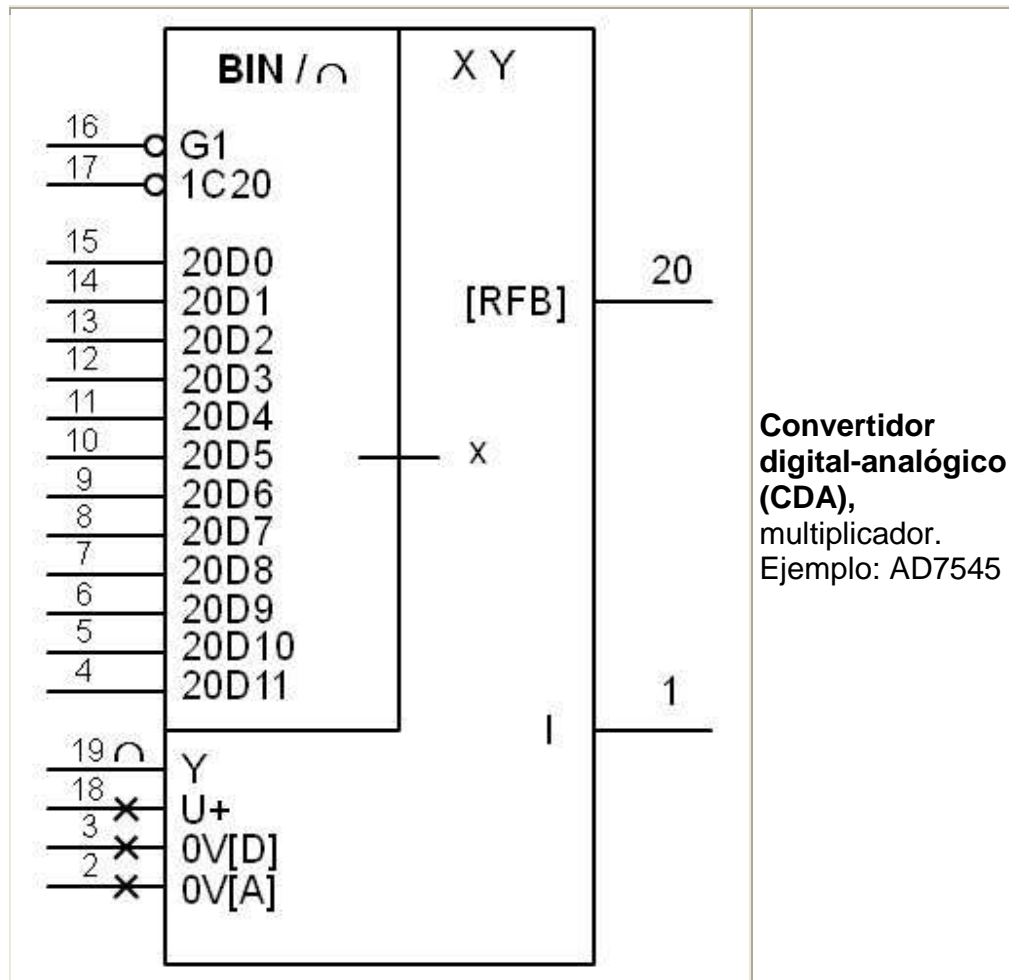 BIN / ∩ X Y
16 G1
17 1C20
15 20D0
14 20D1
13 20D2
12 20D3
11 20D4
10 20D5
9 20D6
8 20D7
7 20D8
6 20D9
5 20D10
4 20D11
19 ∩ Y
18 U+
3 0V[D]
2 0V[A]
[RFB] 20
X
I 1
Convertidor
digital-analógico
(CDA),
multiplicador.
Ejemplo: AD7545